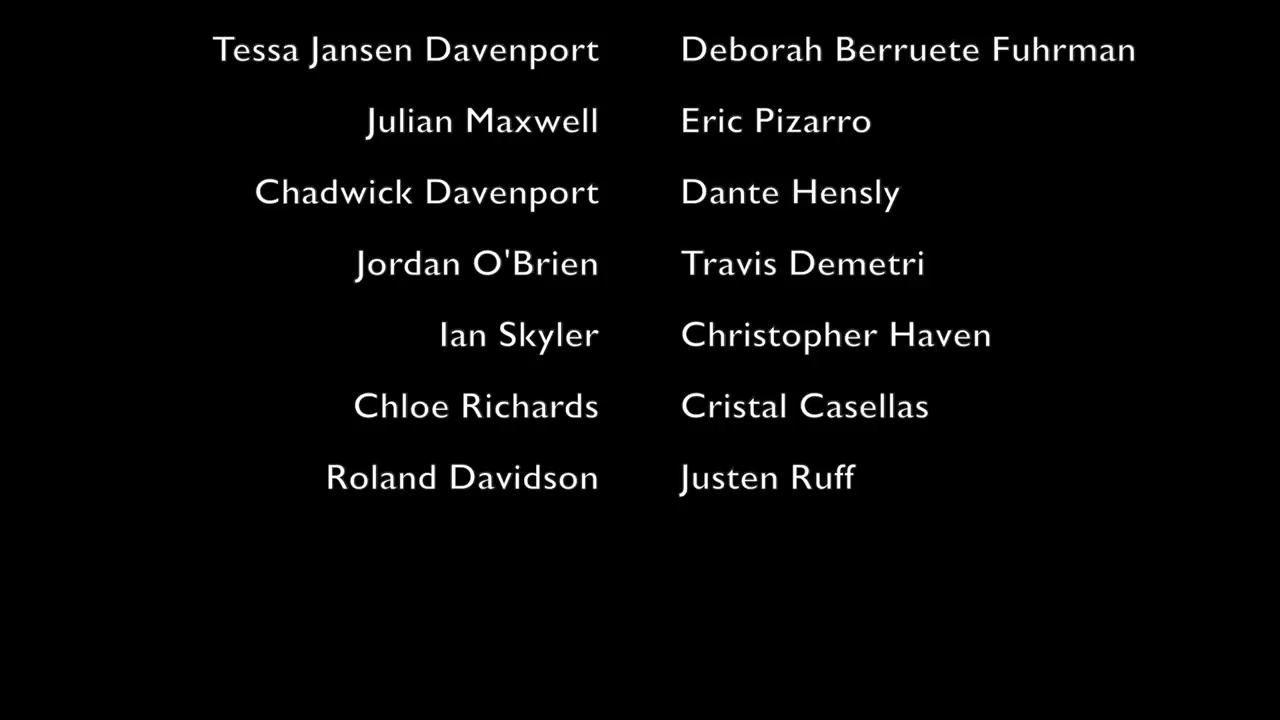 Tessa Jansen Davenport Deborah Berruete Fuhrman
Julian Maxwell Eric Pizarro
Chadwick Davenport Dante Hensly
Jordan O'Brien Travis Demetri
Ian Skyler Christopher Haven
Chloe Richards Cristal Casellas
Roland Davidson Justen Ruff